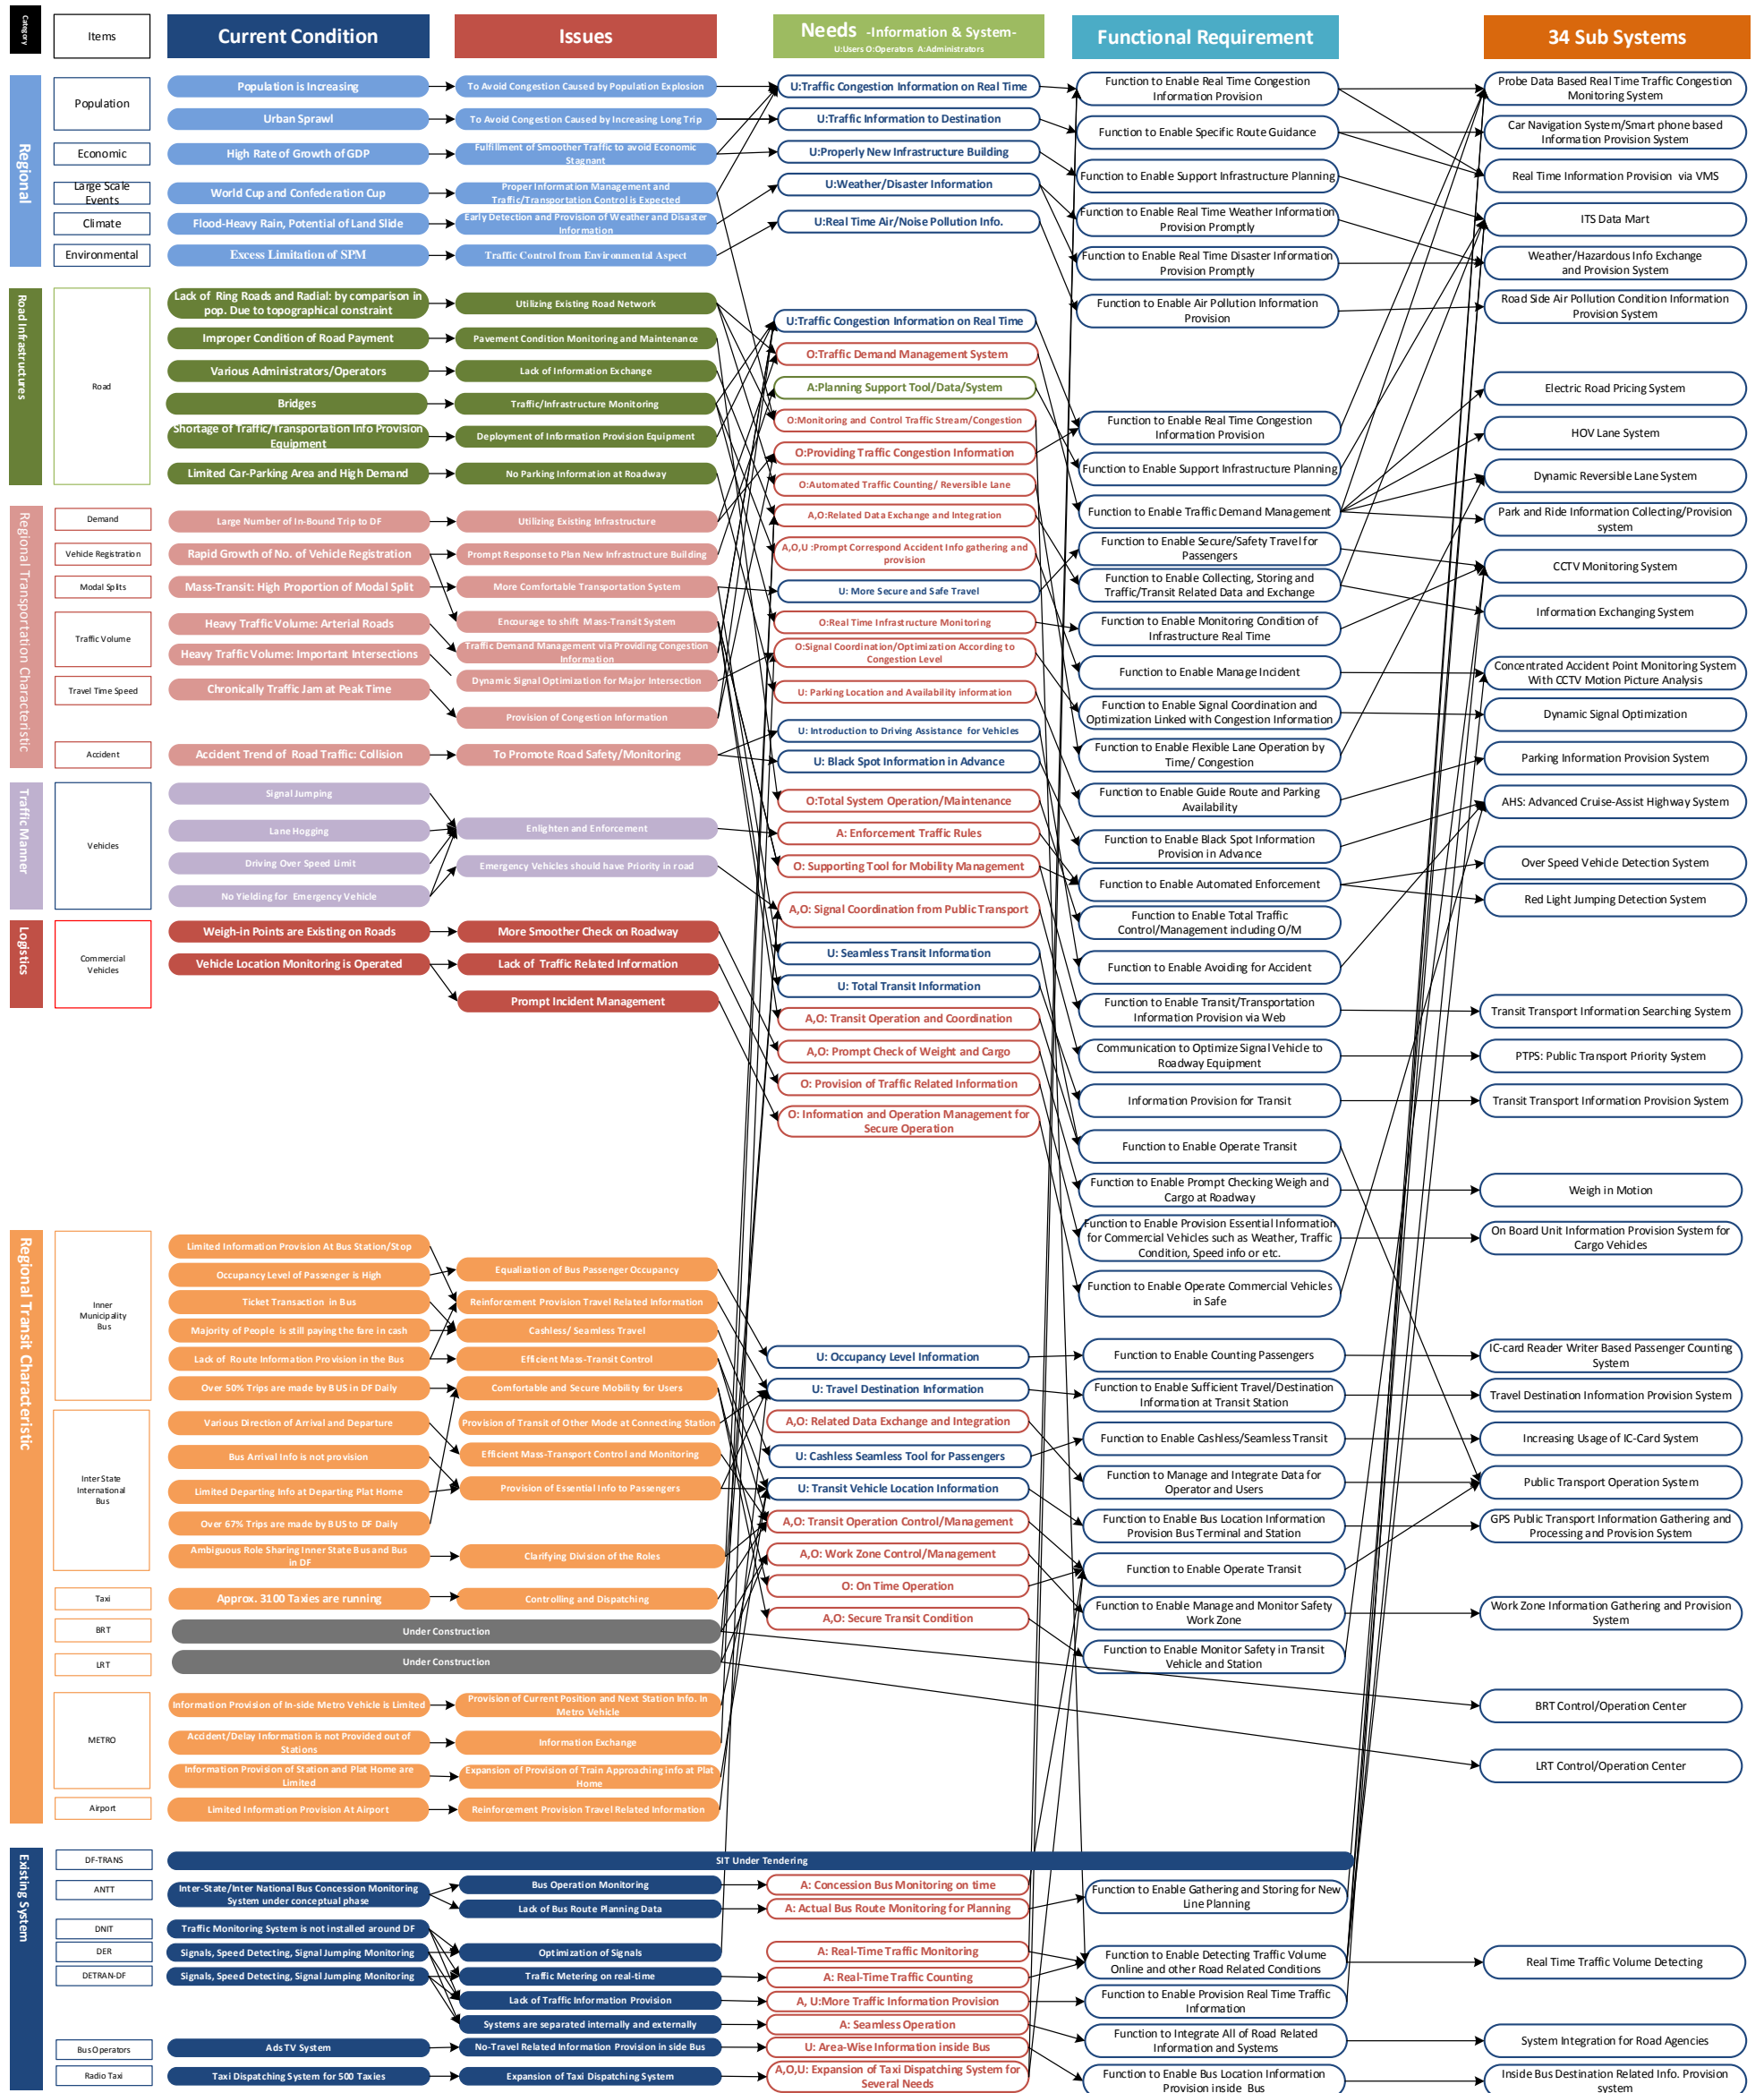 Category
Items
Current Condition
Issues
Needs -Information & System-
U:Users O:Operators A:Administrators
Functional Requirement
34 Sub Systems
Regional
Population
Economic
Large Scale
Events
Climate
Environmental
Population is Increasing
Urban Sprawl
High Rate of Growth of GDP
World Cup and Confederation Cup
Flood-Heavy Rain, Potential of Land Slide
Excess Limitation of SPM
To Avoid Congestion Caused by Population Explosion
To Avoid Congestion Caused by Increasing Long Trip
Fulfillment of Smoother Traffic to avoid Economic
Stagnant
Proper Information Management and
Traffic/Transportation Control is Expected
Early Detection and Provision of Weather and Disaster
Information
Traffic Control from Environmental Aspect
U:Traffic Congestion Information on Real Time
U:Traffic Information to Destination
U:Properly New Infrastructure Building
U:Weather/Disaster Information
U:Real Time Air/Noise Pollution Info.
Function to Enable Real Time Congestion
Information Provision
Function to Enable Specific Route Guidance
Function to Enable Support Infrastructure Planning
Function to Enable Real Time Weather Information
Provision Promptly
Function to Enable Real Time Disaster Information
Provision Promptly
Function to Enable Air Pollution Information
Provision
Probe Data Based Real Time Traffic Congestion
Monitoring System
Car Navigation System/Smart phone based
Information Provision System
Real Time Information Provision via VMS
ITS Data Mart
Weather/Hazardous Info Exchange
and Provision System
Road Side Air Pollution Condition Information
Provision System
Road Infrastructures
Road
Lack of Ring Roads and Radial: by comparison in
pop. Due to topographical constraint
Improper Condition of Road Payment
Various Administrators/Operators
Bridges
Shortage of Traffic/Transportation Info Provision
Equipment
Limited Car-Parking Area and High Demand
Utilizing Existing Road Network
Pavement Condition Monitoring and Maintenance
Lack of Information Exchange
Traffic/Infrastructure Monitoring
Deployment of Information Provision Equipment
No Parking Information at Roadway
U:Traffic Congestion Information on Real Time
O:Traffic Demand Management System
A:Planning Support Tool/Data/System
O:Monitoring and Control Traffic Stream/Congestion
O:Providing Traffic Congestion Information
O:Automated Traffic Counting/ Reversible Lane
A,O:Related Data Exchange and Integration
A,O,U :Prompt Correspond Accident Info gathering and
provision
U: More Secure and Safe Travel
O:Real Time Infrastructure Monitoring
O:Signal Coordination/Optimization According to
Congestion Level
U: Parking Location and Availability information
U: Introduction to Driving Assistance for Vehicles
U: Black Spot Information in Advance
O:Total System Operation/Maintenance
A: Enforcement Traffic Rules
O: Supporting Tool for Mobility Management
A,O: Signal Coordination from Public Transport
U: Seamless Transit Information
U: Total Transit Information
A,O: Transit Operation and Coordination
A,O: Prompt Check of Weight and Cargo
O: Provision of Traffic Related Information
O: Information and Operation Management for
Secure Operation
Function to Enable Real Time Congestion
Information Provision
Function to Enable Support Infrastructure Planning
Function to Enable Traffic Demand Management
Function to Enable Secure/Safety Travel for
Passengers
Function to Enable Collecting, Storing and
Traffic/Transit Related Data and Exchange
Function to Enable Monitoring Condition of
Infrastructure Real Time
Function to Enable Manage Incident
Function to Enable Signal Coordination and
Optimization Linked with Congestion Information
Function to Enable Flexible Lane Operation by
Time/ Congestion
Function to Enable Guide Route and Parking
Availability
Function to Enable Black Spot Information
Provision in Advance
Function to Enable Automated Enforcement
Function to Enable Total Traffic
Control/Management including O/M
Function to Enable Avoiding for Accident
Function to Enable Transit/Transportation
Information Provision via Web
Communication to Optimize Signal Vehicle to
Roadway Equipment
Information Provision for Transit
Function to Enable Operate Transit
Function to Enable Prompt Checking Weigh and
Cargo at Roadway
Function to Enable Provision Essential Information
for Commercial Vehicles such as Weather, Traffic
Condition, Speed info or etc.
Function to Enable Operate Commercial Vehicles
in Safe
Electric Road Pricing System
HOV Lane System
Dynamic Reversible Lane System
Park and Ride Information Collecting/Provision
system
CCTV Monitoring System
Information Exchanging System
Concentrated Accident Point Monitoring System
With CCTV Motion Picture Analysis
Dynamic Signal Optimization
Parking Information Provision System
AHS: Advanced Cruise-Assist Highway System
Over Speed Vehicle Detection System
Red Light Jumping Detection System
Transit Transport Information Searching System
PTPS: Public Transport Priority System
Transit Transport Information Provision System
Weigh in Motion
On Board Unit Information Provision System for
Cargo Vehicles
Regional Transportation Characteristic
Demand
Vehicle Registration
Modal Splits
Traffic Volume
Travel Time Speed
Accident
Large Number of In-Bound Trip to DF
Rapid Growth of No. of Vehicle Registration
Mass-Transit: High Proportion of Modal Split
Heavy Traffic Volume: Arterial Roads
Heavy Traffic Volume: Important Intersections
Chronically Traffic Jam at Peak Time
Accident Trend of Road Traffic: Collision
Utilizing Existing Infrastructure
Prompt Response to Plan New Infrastructure Building
More Comfortable Transportation System
Encourage to shift Mass-Transit System
Traffic Demand Management via Providing Congestion
Information
Dynamic Signal Optimization for Major Intersection
Provision of Congestion Information
To Promote Road Safety/Monitoring
Traffic Manner
Vehicles
Signal Jumping
Lane Hogging
Driving Over Speed Limit
No Yielding for Emergency Vehicle
Enlighten and Enforcement
Emergency Vehicles should have Priority in road
Logistics
Commercial
Vehicles
Weigh-in Points are Existing on Roads
Vehicle Location Monitoring is Operated
More Smoother Check on Roadway
Lack of Traffic Related Information
Prompt Incident Management
Regional Transit Characteristic
Inner
Municipality
Bus
Inter State
International
Bus
Taxi
BRT
LRT
METRO
Airport
Limited Information Provision At Bus Station/Stop
Occupancy Level of Passenger is High
Ticket Transaction in Bus
Majority of People is still paying the fare in cash
Lack of Route Information Provision in the Bus
Over 50% Trips are made by BUS in DF Daily
Various Direction of Arrival and Departure
Bus Arrival Info is not provision
Limited Departing Info at Departing Plat Home
Over 67% Trips are made by BUS to DF Daily
Ambiguous Role Sharing Inner State Bus and Bus
in DF
Approx. 3100 Taxies are running
Under Construction
Under Construction
Information Provision of In-side Metro Vehicle is Limited
Accident/Delay Information is not Provided out of
Stations
Information Provision of Station and Plat Home are
Limited
Limited Information Provision At Airport
Equalization of Bus Passenger Occupancy
Reinforcement Provision Travel Related Information
Cashless/ Seamless Travel
Efficient Mass-Transit Control
Comfortable and Secure Mobility for Users
Provision of Transit of Other Mode at Connecting Station
Efficient Mass-Transport Control and Monitoring
Provision of Essential Info to Passengers
Clarifying Division of the Roles
Controlling and Dispatching
Provision of Current Position and Next Station Info. in
Metro Vehicle
Information Exchange
Expansion of Provision of Train Approaching info at Plat
Home
Reinforcement Provision Travel Related Information
U: Occupancy Level Information
U: Travel Destination Information
A,O: Related Data Exchange and Integration
U: Cashless Seamless Tool for Passengers
U: Transit Vehicle Location Information
A,O: Transit Operation Control/Management
A,O: Work Zone Control/Management
O: On Time Operation
A,O: Secure Transit Condition
Function to Enable Counting Passengers
Function to Enable Sufficient Travel/Destination
Information at Transit Station
Function to Enable Cashless/Seamless Transit
Function to Manage and Integrate Data for
Operator and Users
Function to Enable Bus Location Information
Provision Bus Terminal and Station
Function to Enable Operate Transit
Function to Enable Manage and Monitor Safety
Work Zone
Function to Enable Monitor Safety in Transit
Vehicle and Station
IC-card Reader Writer Based Passenger Counting
System
Travel Destination Information Provision System
Increasing Usage of IC-Card System
Public Transport Operation System
GPS Public Transport Information Gathering and
Processing and Provision System
Work Zone Information Gathering and Provision
System
BRT Control/Operation Center
LRT Control/Operation Center
Existing System
DF-TRANS
ANTT
DNIT
DER
DETRAN-DF
Bus Operators
Radio Taxi
SIT Under Tendering
Inter-State/Inter National Bus Concession Monitoring
System under conceptual phase
Traffic Monitoring System is not installed around DF
Signals, Speed Detecting, Signal Jumping Monitoring
Signals, Speed Detecting, Signal Jumping Monitoring
Ads TV System
Taxi Dispatching System for 500 Taxies
Bus Operation Monitoring
Lack of Bus Route Planning Data
Optimization of Signals
Traffic Metering on real-time
Lack of Traffic Information Provision
Systems are separated internally and externally
No-Travel Related Information Provision in side Bus
Expansion of Taxi Dispatching System
A: Concession Bus Monitoring on time
A: Actual Bus Route Monitoring for Planning
A: Real-Time Traffic Monitoring
A: Real-Time Traffic Counting
A, U:More Traffic Information Provision
A: Seamless Operation
U: Area-Wise Information inside Bus
A,O,U: Expansion of Taxi Dispatching System for
Several Needs
Function to Enable Gathering and Storing for New
Line Planning
Function to Enable Detecting Traffic Volume
Online and other Road Related Conditions
Function to Enable Provision Real Time Traffic
Information
Function to Integrate All of Road Related
Information and Systems
Function to Enable Bus Location Information
Provision inside Bus
Real Time Traffic Volume Detecting
System Integration for Road Agencies
Inside Bus Destination Related Info. Provision
system